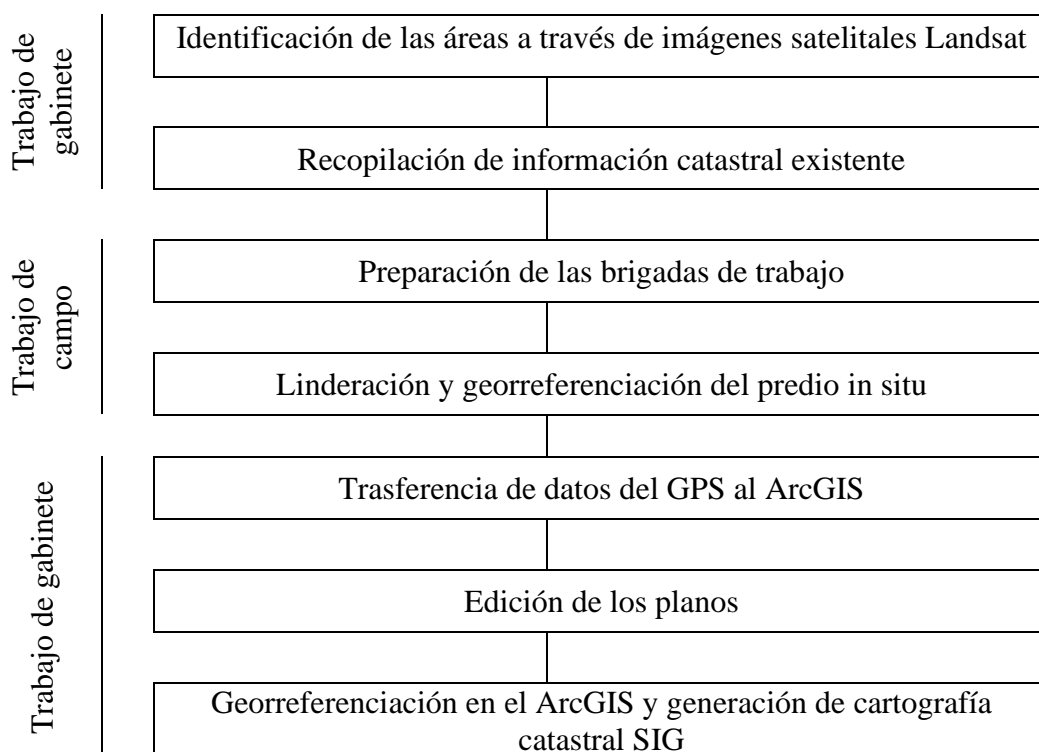 Trabajo de
gabinete
Identificación de las áreas a través de imágenes satelitales Landsat
Recopilación de información catastral existente
Trabajo de
campo
Preparación de las brigadas de trabajo
Linderación y georreferenciación del predio in situ
Trabajo de gabinete
Trasferencia de datos del GPS al ArcGIS
Edición de los planos
Georreferenciación en el ArcGIS y generación de cartografía
catastral SIG